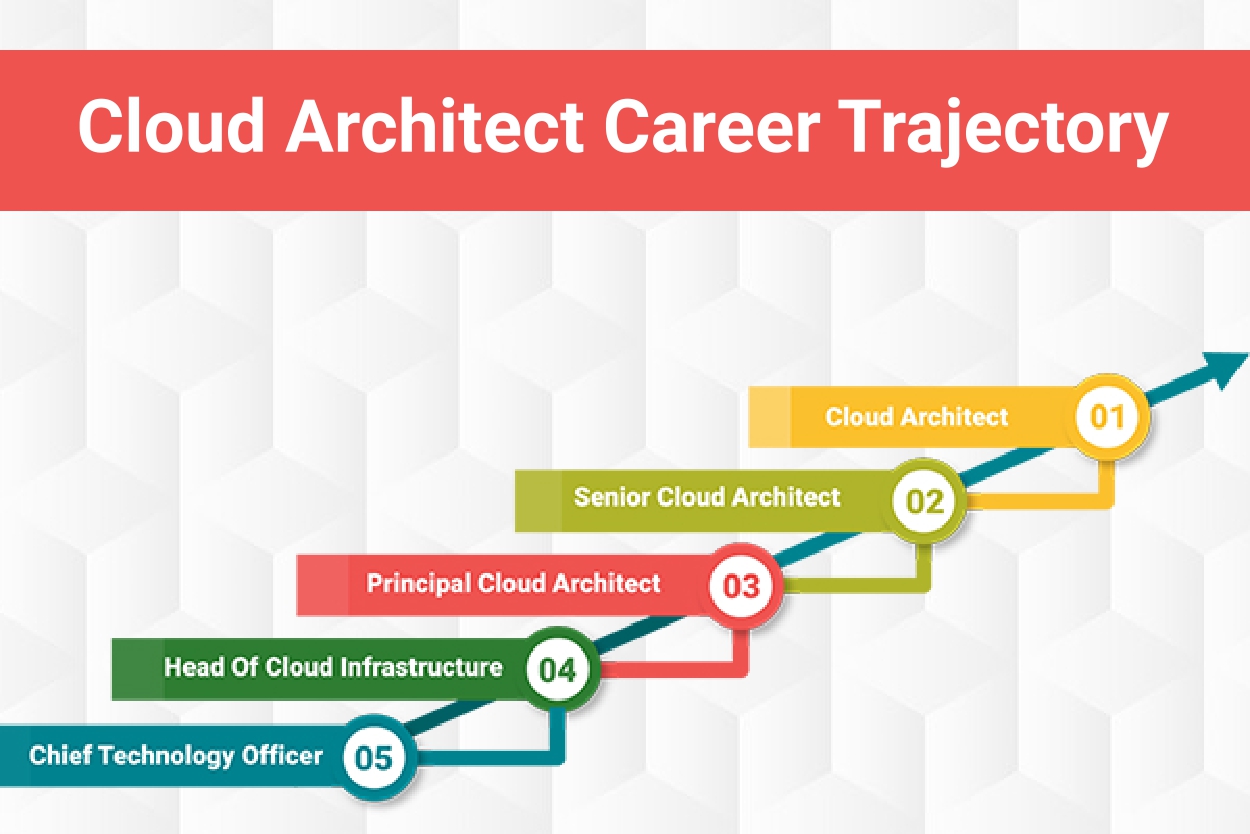 Cloud Architect Career Trajectory
Cloud Architect 01
Senior Cloud Architect 02
Principal Cloud Architect 03
Head Of Cloud Infrastructure 04
Chief Technology Officer 05